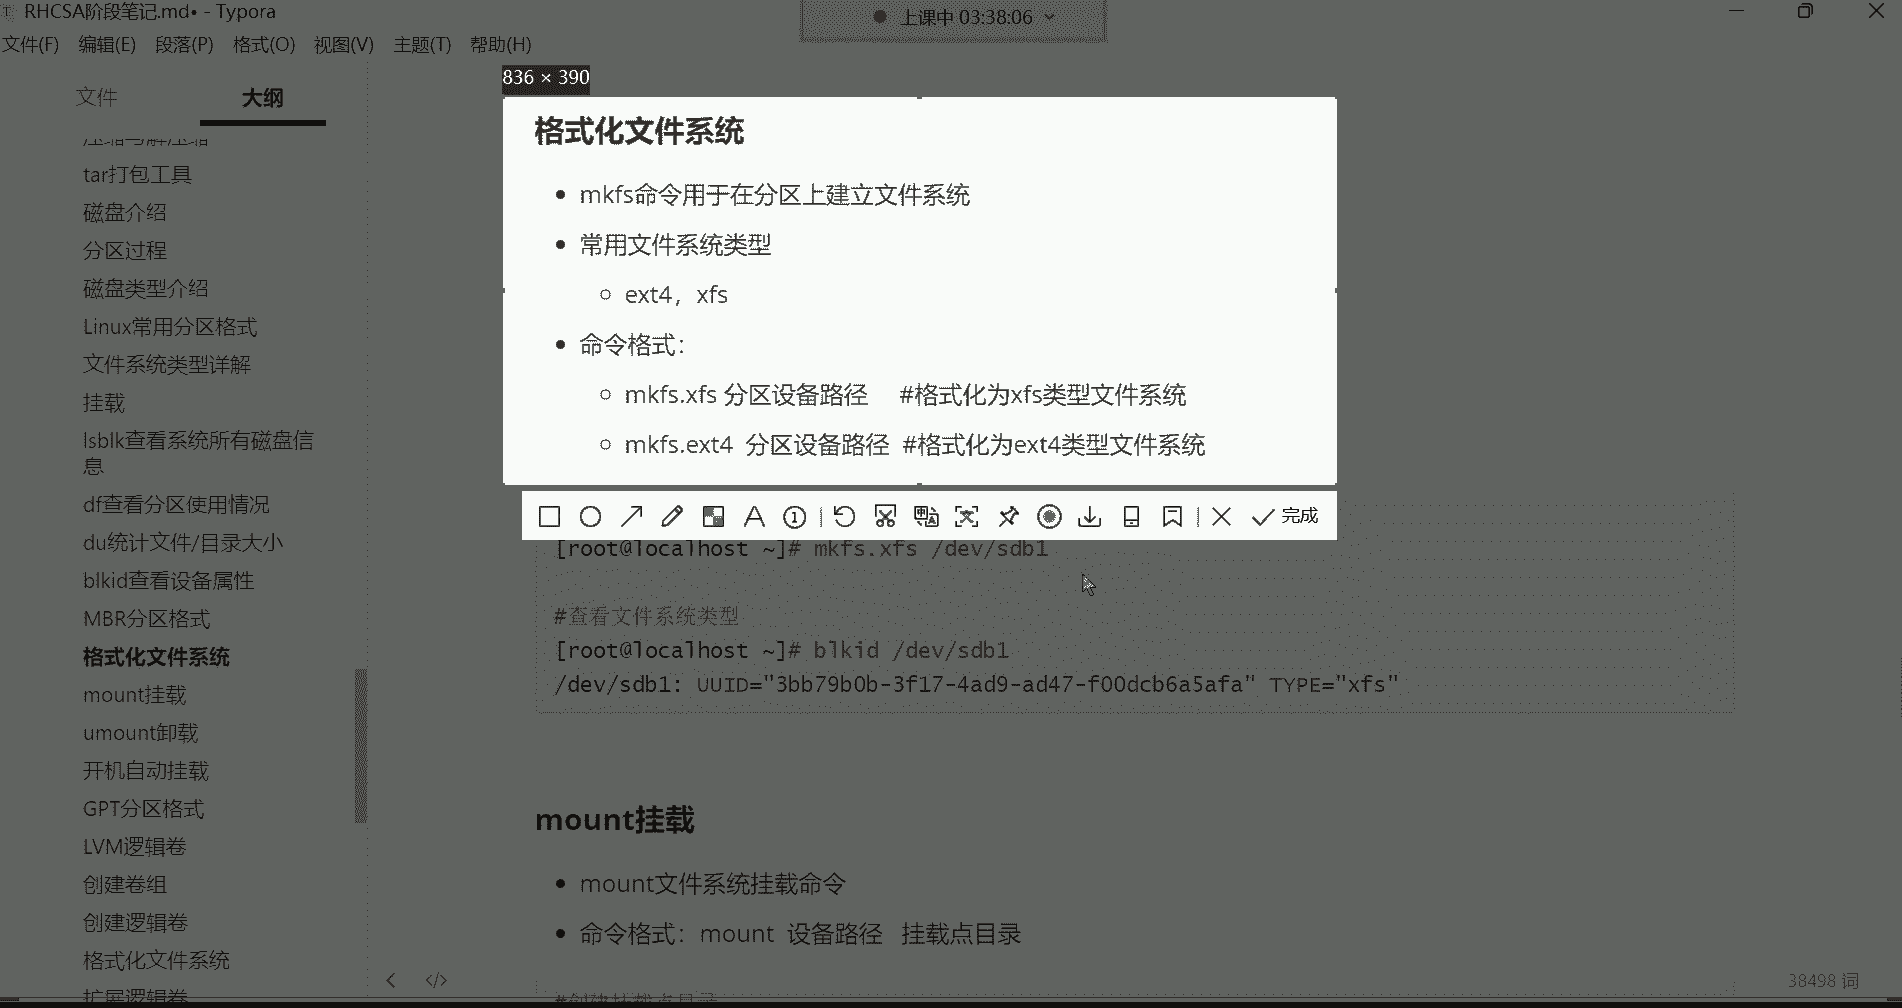 RHCSA阶段笔记.md• - Typora
上课中 03:38:06
文件(F) 编辑(E) 段落(P) 格式(O) 视图(V) 主题(T) 帮助(H)
836 × 390
文件 大纲
压缩与解压缩
tar打包工具
磁盘介绍
分区过程
磁盘类型介绍
Linux常用分区格式
文件系统类型详解
挂载
lsblk查看系统所有磁盘信
息
df查看分区使用情况
du统计文件/目录大小
blkid查看设备属性
MBR分区格式
格式化文件系统
mount挂载
umount卸载
开机自动挂载
GPT分区格式
LVM逻辑卷
创建卷组
创建逻辑卷
格式化文件系统
扩展逻辑卷
格式化文件系统
mkfs命令用于在分区上建立文件系统
常用文件系统类型
ext4，xfs
命令格式：
mkfs.xfs 分区设备路径 #格式化为xfs类型文件系统
mkfs.ext4 分区设备路径 #格式化为ext4类型文件系统
完成
[root@localhost ~]# mkfs.xfs /dev/sdb1
#查看文件系统类型
[root@localhost ~]# blkid /dev/sdb1
/dev/sdb1: UUID="3bb79b0b-3f17-4ad9-ad47-f00dcb6a5afa" TYPE="xfs"
mount挂载
mount文件系统挂载命令
命令格式：mount 设备路径 挂载点目录
#创建挂载点目录
38498 词